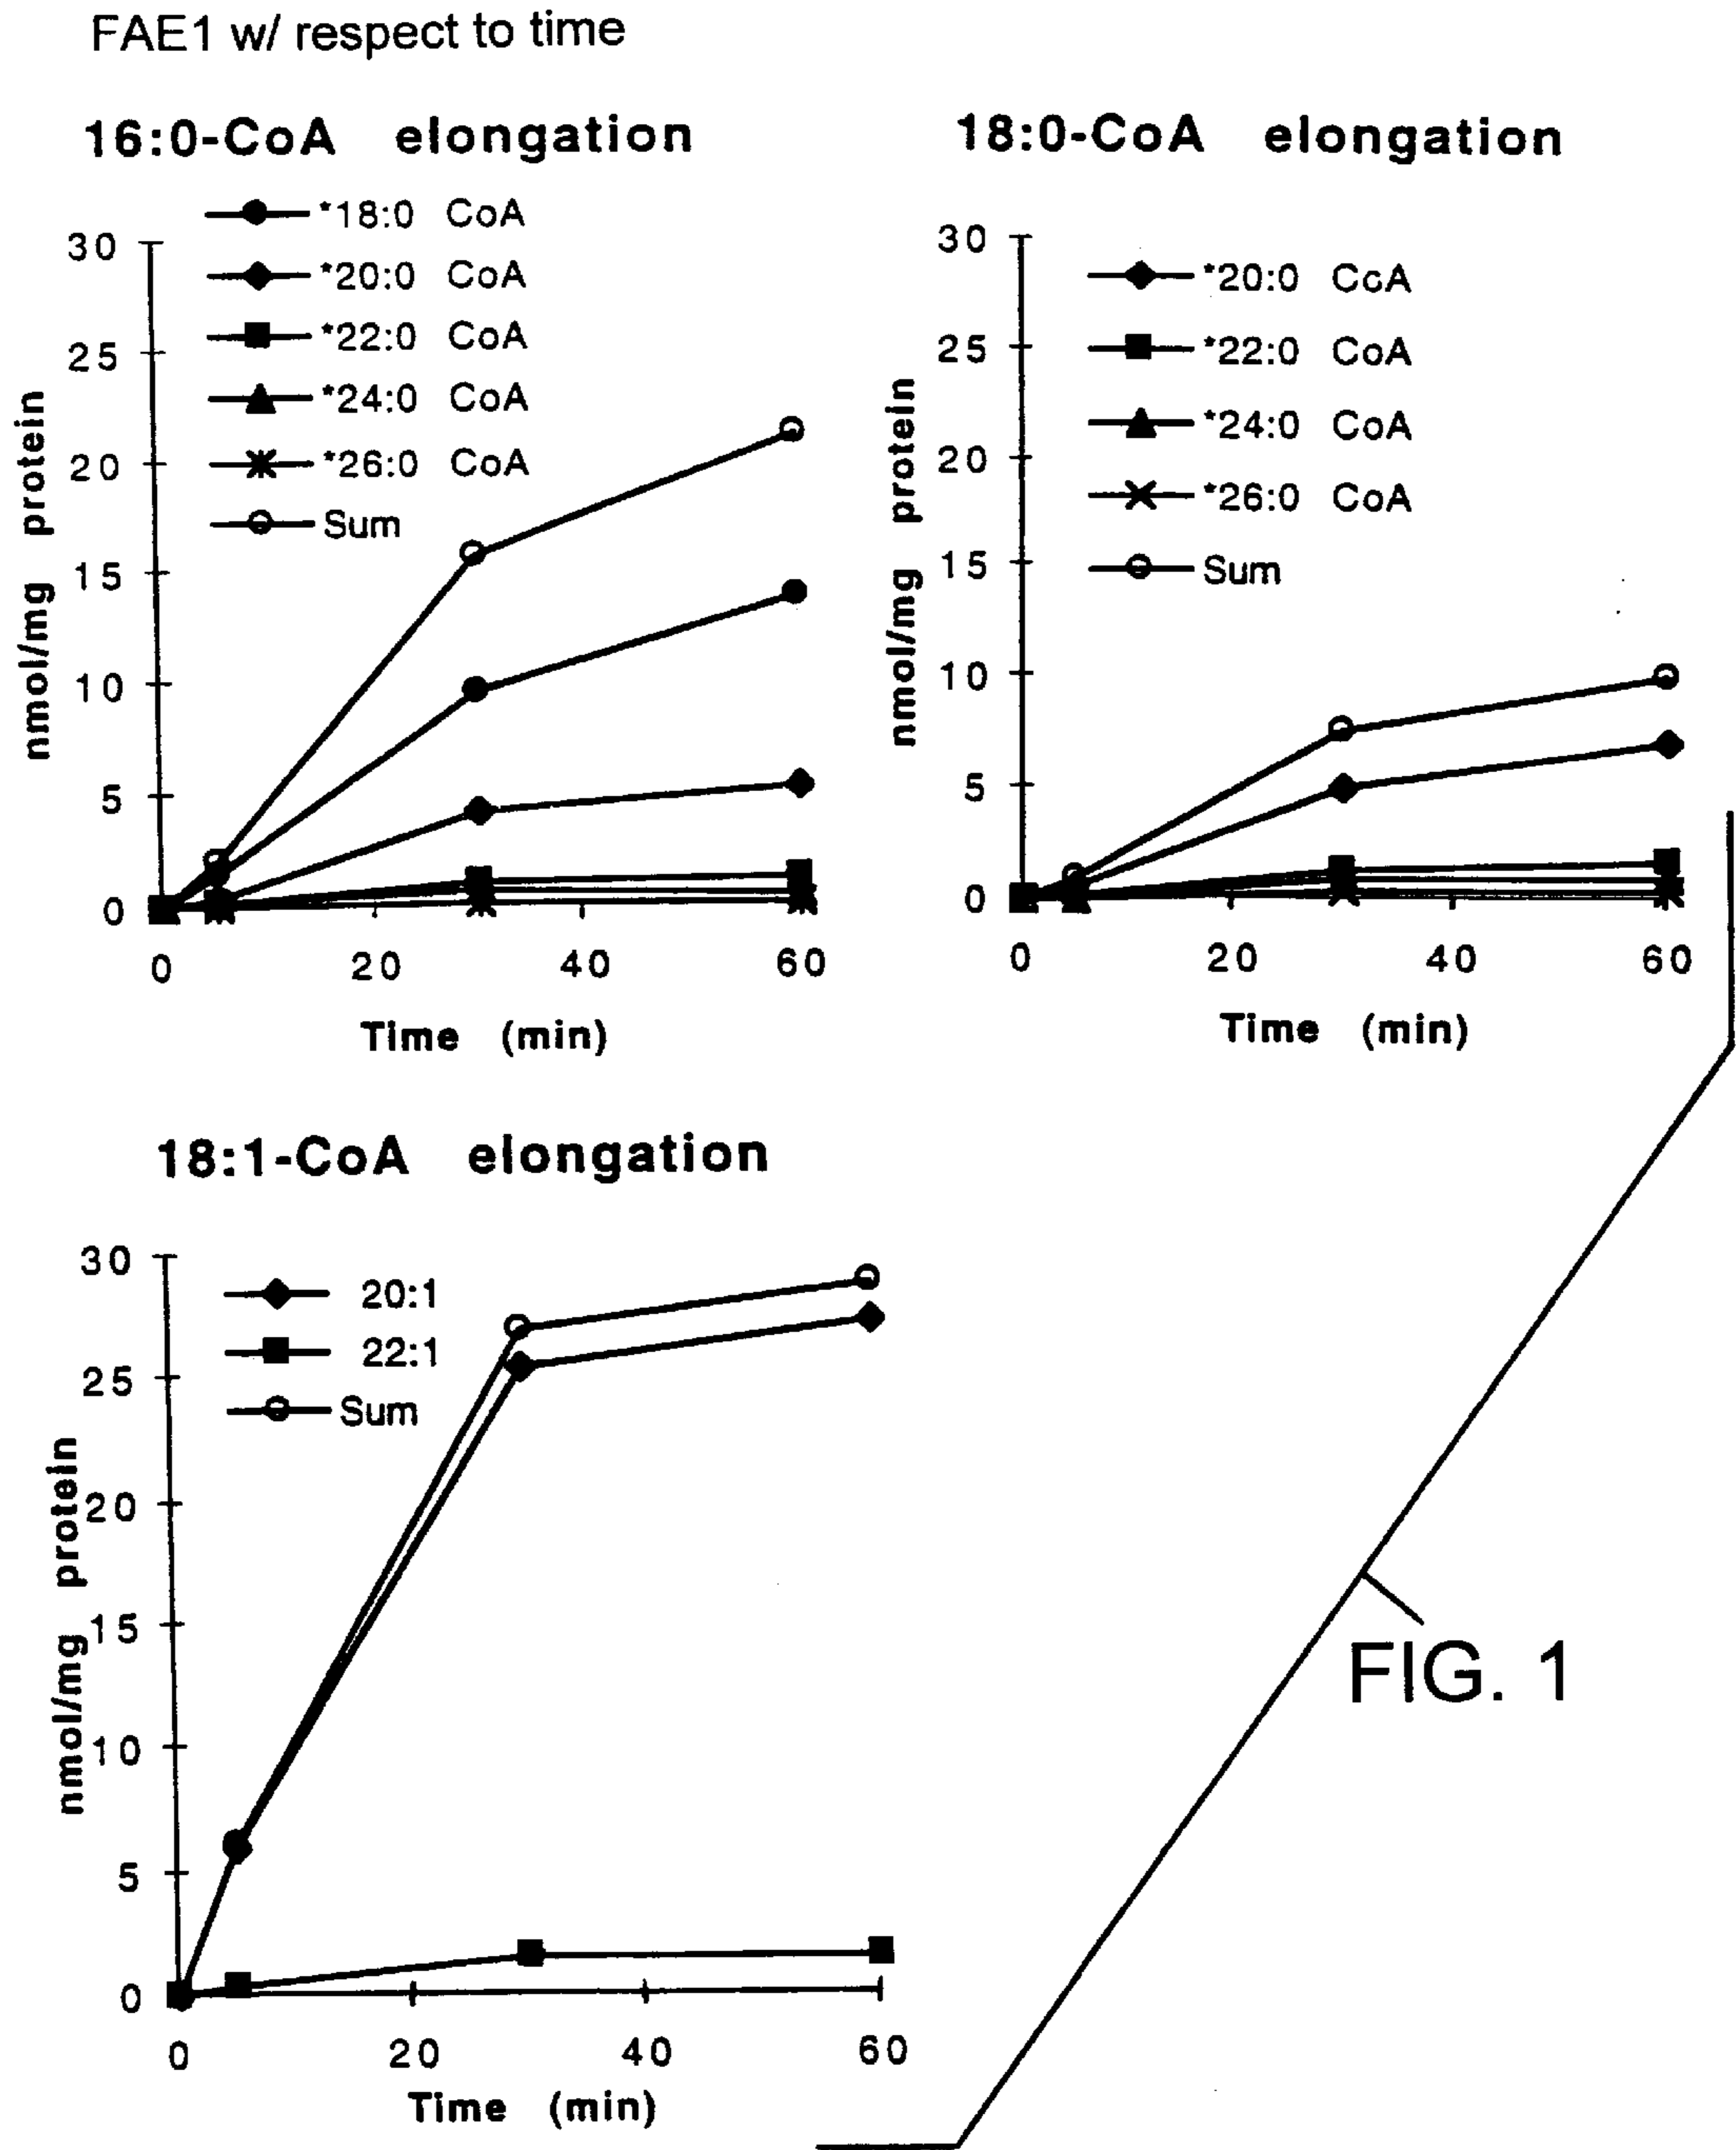 FAE1 w/ respect to time
16:0-CoA elongation
*18:0 CoA
*20:0 CoA
*22:0 CoA
*24:0 CoA
*26:0 CoA
Sum
30
25
20
15
10
5
0
nmol/mg protein
0 20 40 60
Time (min)
18:0-CoA elongation
*20:0 CoA
*22:0 CoA
*24:0 CoA
*26:0 CoA
Sum
30
25
20
15
10
5
0
nmol/mg protein
0 20 40 60
Time (min)
18:1-CoA elongation
20:1
22:1
Sum
30
25
20
15
10
5
0
nmol/mg protein
0 20 40 60
Time (min)
FIG. 1